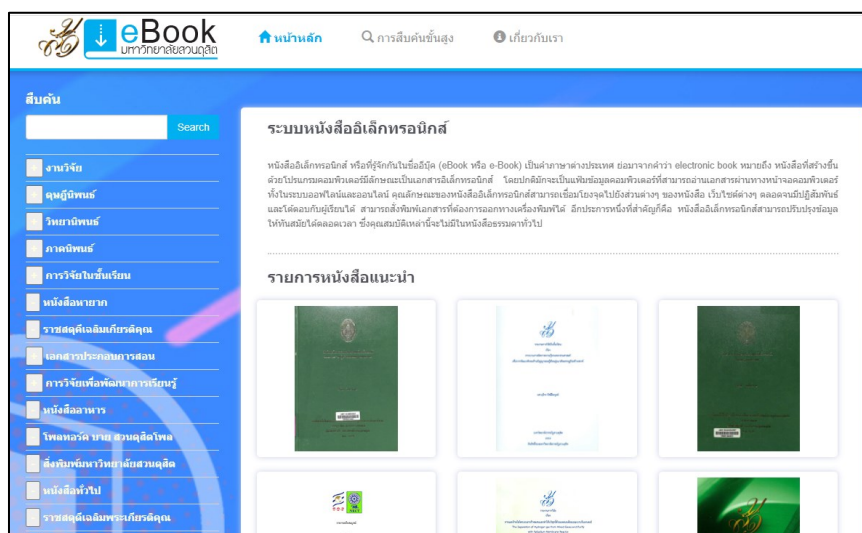 eBook
มหาวิทยาลัยสวนดุสิต
หน้าหลัก
การสืบค้นขั้นสูง
เกี่ยวกับเรา
สืบค้น
Search
งานวิจัย
ดุษฎีนิพนธ์
วิทยานิพนธ์
ภาคนิพนธ์
การวิจัยในชั้นเรียน
หนังสือหายาก
ราชสดุดีเฉลิมเกียรติคุณ
เอกสารประกอบการสอน
การวิจัยเพื่อพัฒนาการเรียนรู้
หนังสืออาหาร
โพตทอร์ค บาย สวนดุสิตโพล
สิ่งพิมพ์มหาวิทยาลัยสวนดุสิต
หนังสือทั่วไป
ราชสดุดีเฉลิมพระเกียรติคุณ
ระบบหนังสืออิเล็กทรอนิกส์
หนังสืออิเล็กทรอนิกส์ หรือที่รู้จักกันในชื่ออีบุ๊ค (eBook หรือ e-Book) เป็นคำภาษาต่างประเทศ ย่อมาจากคำว่า electronic book หมายถึง หนังสือที่สร้างขึ้น
ด้วยโปรแกรมคอมพิวเตอร์มีลักษณะเป็นเอกสารอิเล็กทรอนิกส์ โดยปกติมักจะเป็นแฟ้มข้อมูลคอมพิวเตอร์ที่สามารถอ่านเอกสารผ่านทางหน้าจอคอมพิวเตอร์
ทั้งในระบบออฟไลน์และออนไลน์ คุณลักษณะของหนังสืออิเล็กทรอนิกส์สามารถเชื่อมโยงจุดไปยังส่วนต่างๆ ของหนังสือ เว็บไซต์ต่างๆ ตลอดจนมีปฏิสัมพันธ์
และโต้ตอบกับผู้เรียนได้ สามารถสั่งพิมพ์เอกสารที่ต้องการออกทางเครื่องพิมพ์ได้ อีกประการหนึ่งที่สำคัญก็คือ หนังสืออิเล็กทรอนิกส์สามารถปรับปรุงข้อมูล
ให้ทันสมัยได้ตลอดเวลา ซึ่งคุณสมบัติเหล่านี้จะไม่มีในหนังสือธรรมดาทั่วไป
รายการหนังสือแนะนำ